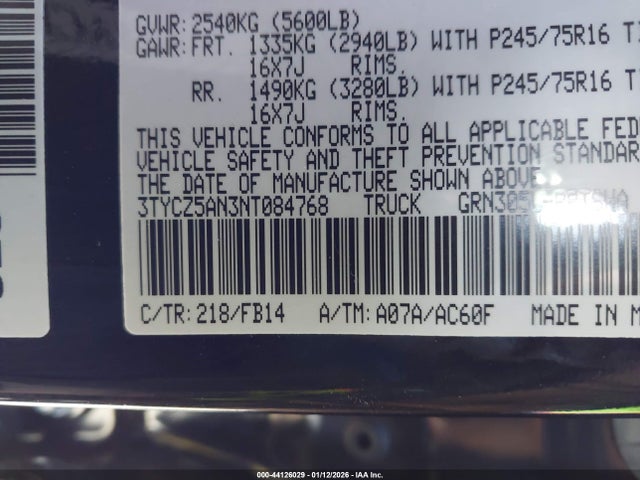 GVWR: 2540KG (5600LB)
GAWR: FRT. 1335KG (2940LB) WITH P245/75R16
16X7J RIMS.
RR. 1490KG (3280LB) WITH P245/75R16
16X7J RIMS.
THIS VEHICLE CONFORMS TO ALL APPLICABLE FEDE
VEHICLE SAFETY AND THEFT PREVENTION STANDAR
THE DATE OF MANUFACTURE SHOWN ABOVE.
3TYCZ5AN3NT084768 TRUCK
C/TR: 218/FB14 A/TM: A07A/AC60F MADE IN M
000-44126029 - 01/12/2026 - IAA Inc.